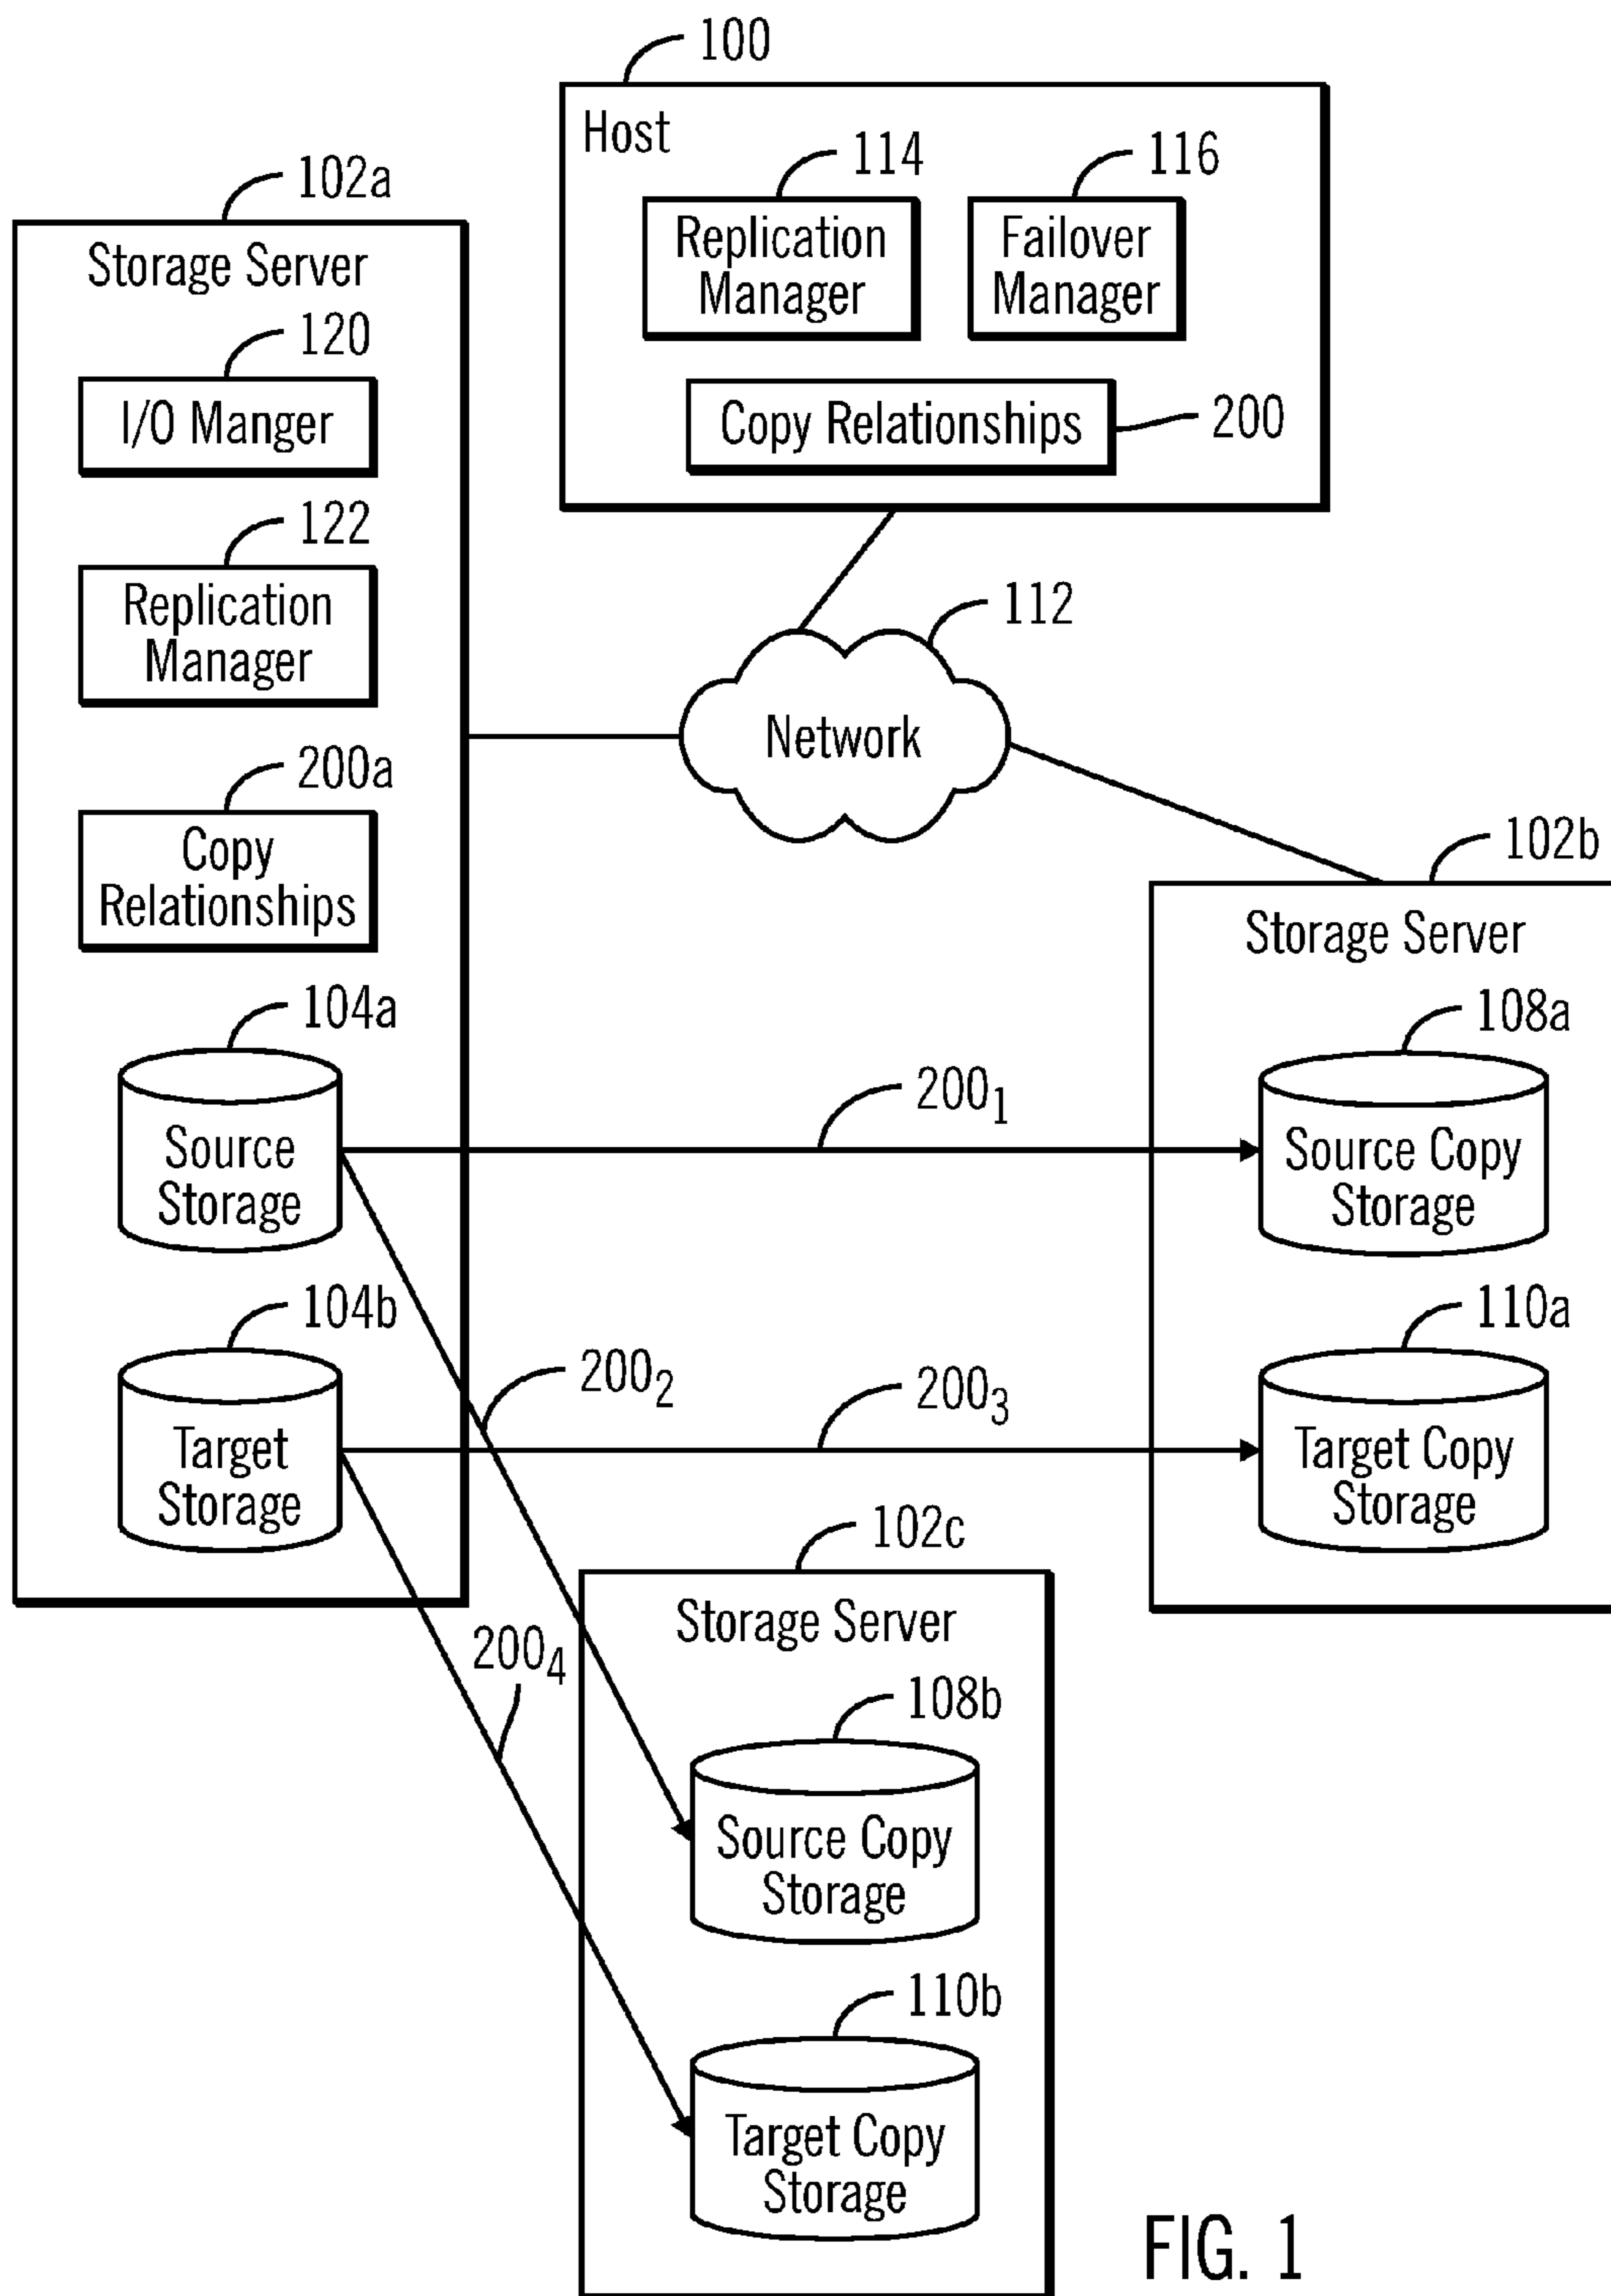 100
Host
114
116
Replication
Manager
Failover
Manager
Copy Relationships
200
102a
Storage Server
120
I/O Manger
122
Replication
Manager
200a
Copy
Relationships
112
Network
102b
Storage Server
104a
Source
Storage
200₁
108a
Source Copy
Storage
104b
Target
Storage
200₂
200₃
110a
Target Copy
Storage
102c
Storage Server
200₄
108b
Source Copy
Storage
110b
Target Copy
Storage
FIG. 1